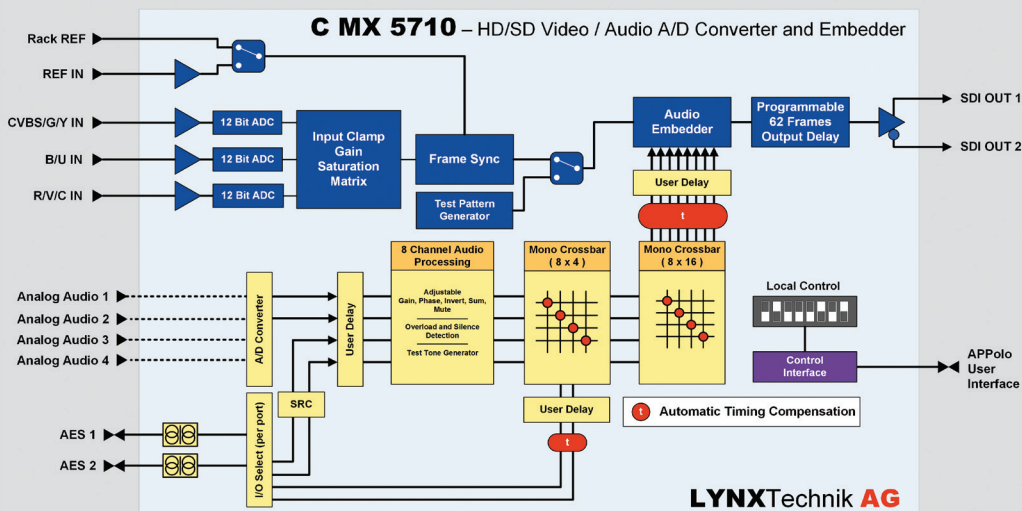 C MX 5710 – HD/SD Video / Audio A/D Converter and Embedder
Rack REF
REF IN
CVBS/G/Y IN
B/U IN
R/V/C IN
12 Bit ADC
12 Bit ADC
12 Bit ADC
Input Clamp
Gain
Saturation
Matrix
Frame Sync
Test Pattern
Generator
Audio
Embedder
Programmable
62 Frames
Output Delay
SDI OUT 1
SDI OUT 2
User Delay
t
8 Channel Audio
Processing
Adjustable
Gain, Phase, Invert, Sum,
Mute
Overload and Silence
Detection
Test Tone Generator
Mono Crossbar
( 8 x 4 )
Mono Crossbar
( 8 x 16 )
Analog Audio 1
Analog Audio 2
Analog Audio 3
Analog Audio 4
A/D Converter
User Delay
SRC
Local Control
Control
Interface
APPolo
User
Interface
User Delay
t
t Automatic Timing Compensation
AES 1
AES 2
I/O Select (per port)
LYNXTechnik AG